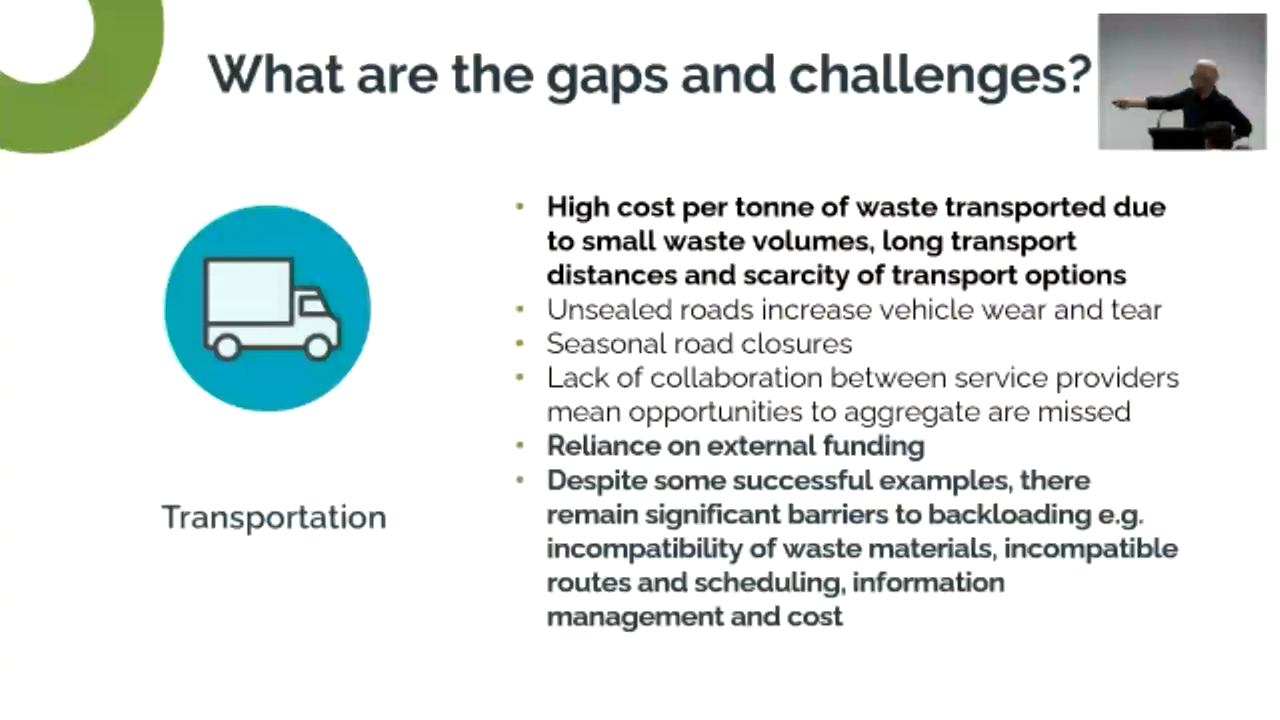 What are the gaps and challenges?
Transportation
• High cost per tonne of waste transported due
to small waste volumes, long transport
distances and scarcity of transport options
• Unsealed roads increase vehicle wear and tear
• Seasonal road closures
• Lack of collaboration between service providers
mean opportunities to aggregate are missed
• Reliance on external funding
• Despite some successful examples, there
remain significant barriers to backloading e.g.
incompatibility of waste materials, incompatible
routes and scheduling, information
management and cost